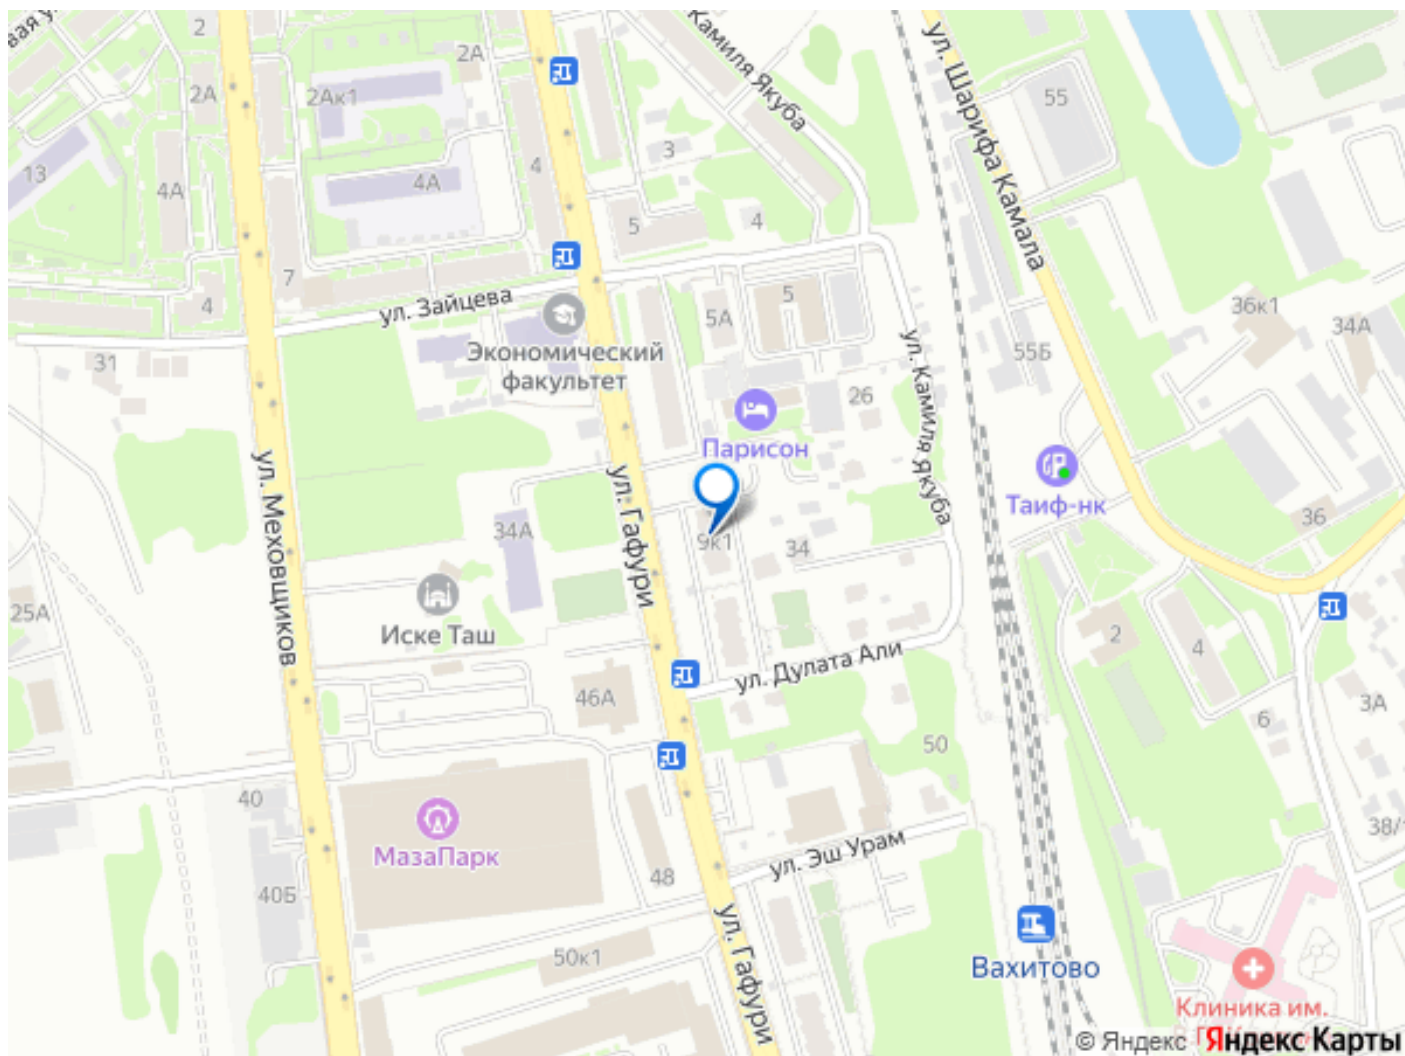 вая у
2
2А
2А
2Ак1
Камиля Якуба
ул. Шарифа Камала
55
3
4
13
4А
4А
5
4
7
4
5
5А
ул. Зайцева
36к1
34А
55Б
31
Экономический
факультет
ул. Камиля Якуба
26
Парисон
ул. Меховщиков
ул. Гафури
Таиф-нк
36
34А
9к1
34
25А
Иске Таш
2
4
ул. Дулата Али
46А
3А
6
50
40
МазаПарк
ул. Эш Урам
38/1
48
40Б
ул. Гафури
50к1
Вахитово
Клиника им.
© Яндекс Яндекс Карты